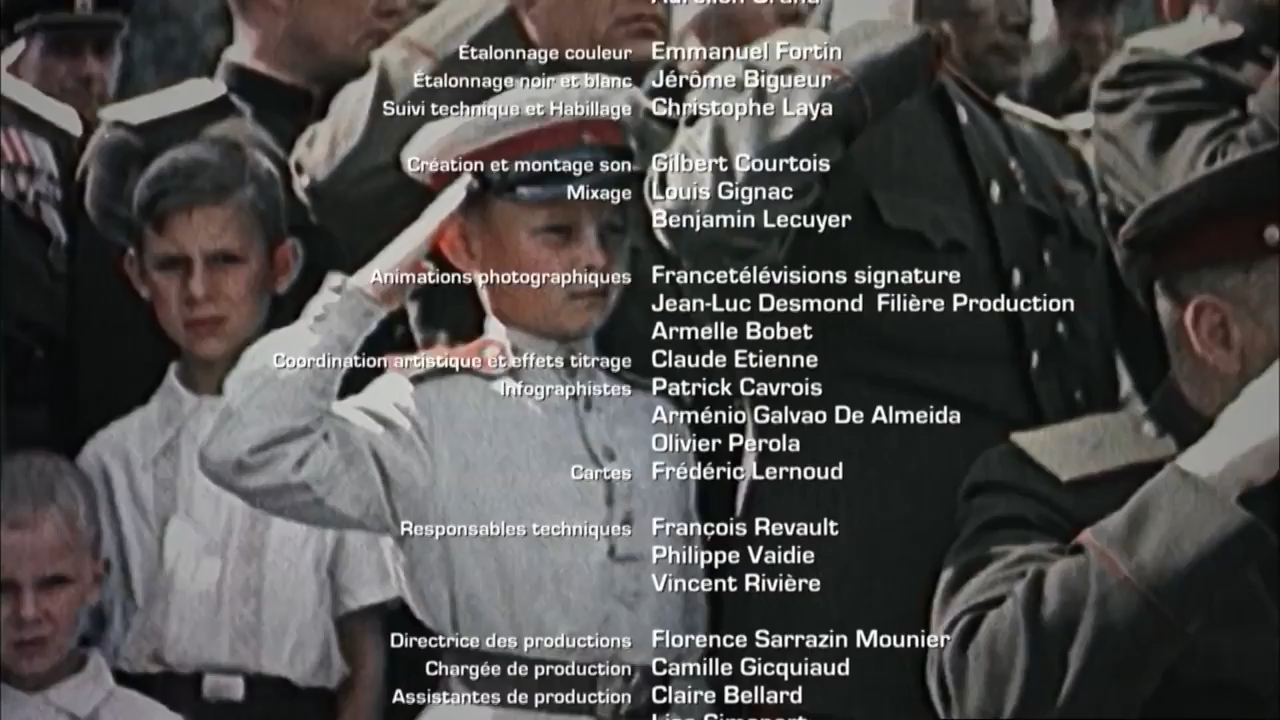 Étalonnage couleur Emmanuel Fortin
Étalonnage noir et blanc Jérôme Bigueur
Suivi technique et Habillage Christophe Laya
Création et montage son Gilbert Courtois
Mixage Louis Gignac
Benjamin Lecuyer
Animations photographiques Francetélévisions signature
Jean-Luc Desmond Filière Production
Armelle Bobet
Coordination artistique et effets titrage Claude Etienne
Infographistes Patrick Cavrois
Arménio Galvao De Almeida
Olivier Perola
Cartes Frédéric Lernoud
Responsables techniques François Revault
Philippe Vaidie
Vincent Rivière
Directrice des productions Florence Sarrazin Mounier
Chargée de production Camille Gicquiaud
Assistantes de production Claire Bellard